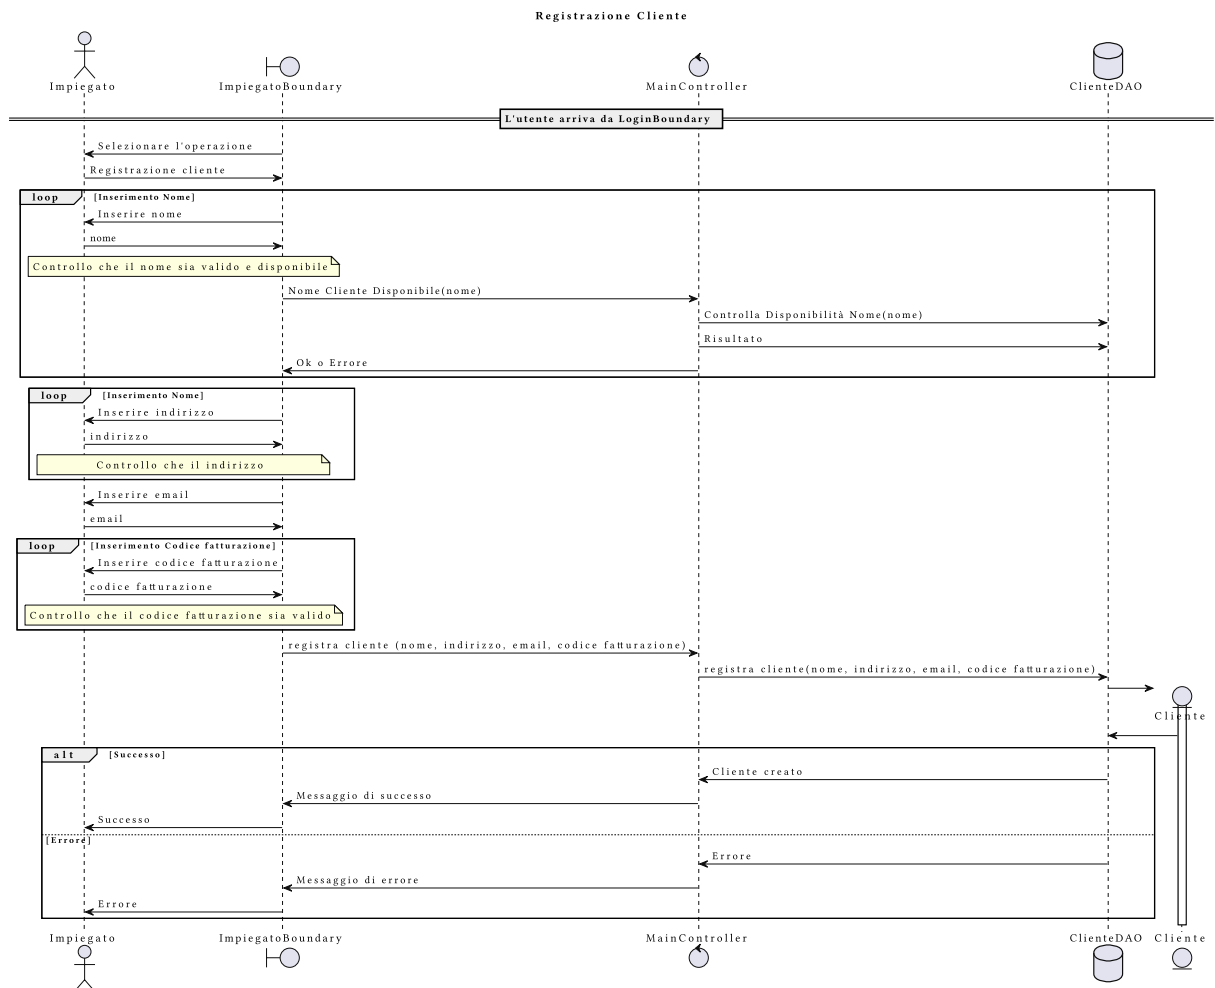 Registrazione Cliente
Impiegato
ImpiegatoBoundary
MainController
ClienteDAO
L'utente arriva da LoginBoundary
Selezionare l'operazione
Registrazione cliente
loop [Inserimento Nome]
Inserire nome
nome
Controllo che il nome sia valido e disponibile
Nome Cliente Disponibile(nome)
Controlla Disponibilità Nome(nome)
Risultato
Ok o Errore
loop [Inserimento Nome]
Inserire indirizzo
indirizzo
Controllo che il indirizzo
Inserire email
email
loop [Inserimento Codice fatturazione]
Inserire codice fatturazione
codice fatturazione
Controllo che il codice fatturazione sia valido
registra cliente (nome, indirizzo, email, codice fatturazione)
registra cliente(nome, indirizzo, email, codice fatturazione)
Cliente
alt [Successo]
Cliente creato
Messaggio di successo
Successo
[Errore]
Errore
Messaggio di errore
Errore
Impiegato
ImpiegatoBoundary
MainController
ClienteDAO
Cliente